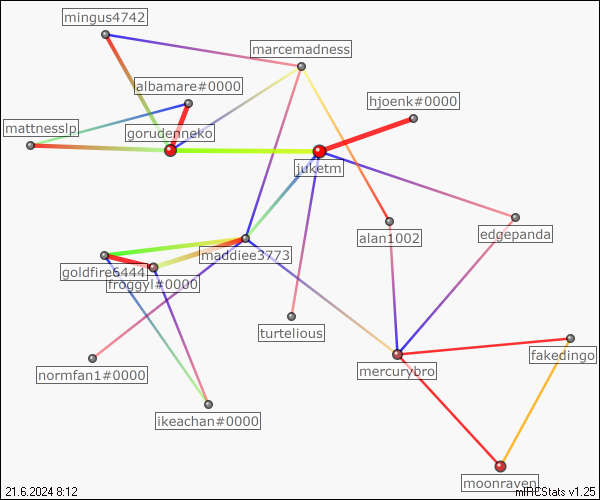 mingus4742
marcemadness
albamare#0000
hjoenk#0000
mattnesslp
gorudenneko
juketm
edgepanda
alan1002
maddiee3773
goldfire6444
froggyl#0000
turtelious
fakedingo
mercurybro
normfan1#0000
ikeachan#0000
moonraven
21.6.2024 8:12
mIRCStats v1.25